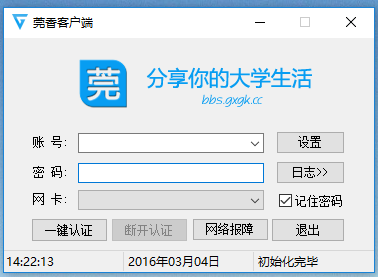 莞香客户端
莞 分享你的大学生活
bbs.gxgk.cc
账 号: 设置
密 码: 日志>>
网 卡: 记住密码
一键认证 断开认证 网络报障 退出
14:22:13 2016年03月04日 初始化完毕